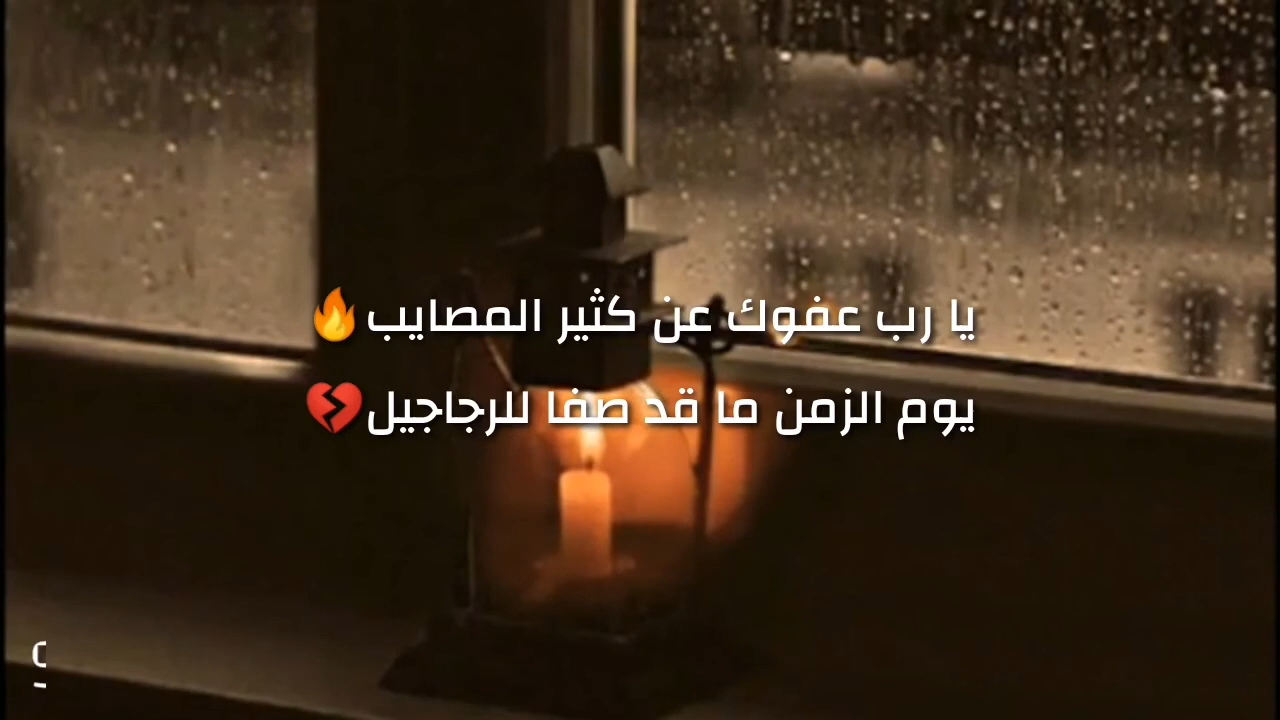 يا رب عفوك عن كثير المصايب🔥
يوم الزمن ما قد صفا للرجاجيل💔